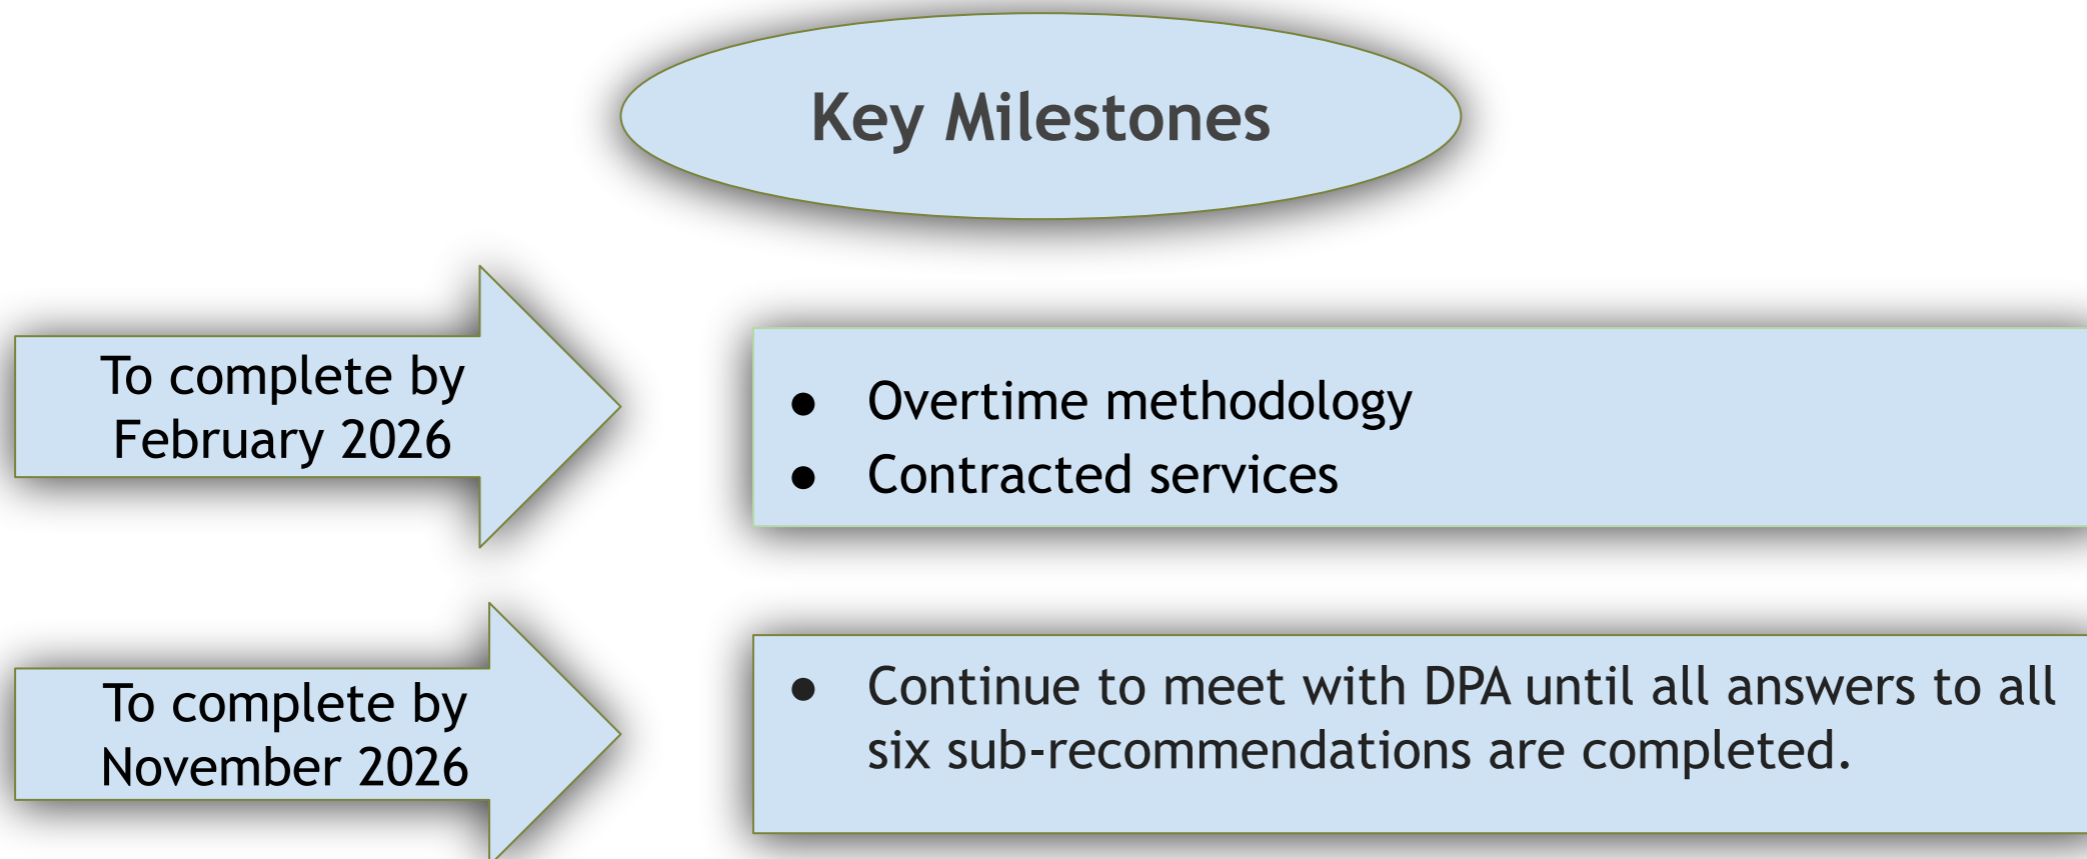 Key Milestones
To complete by
February 2026
● Overtime methodology
● Contracted services
To complete by
November 2026
● Continue to meet with DPA until all answers to all
six sub-recommendations are completed.